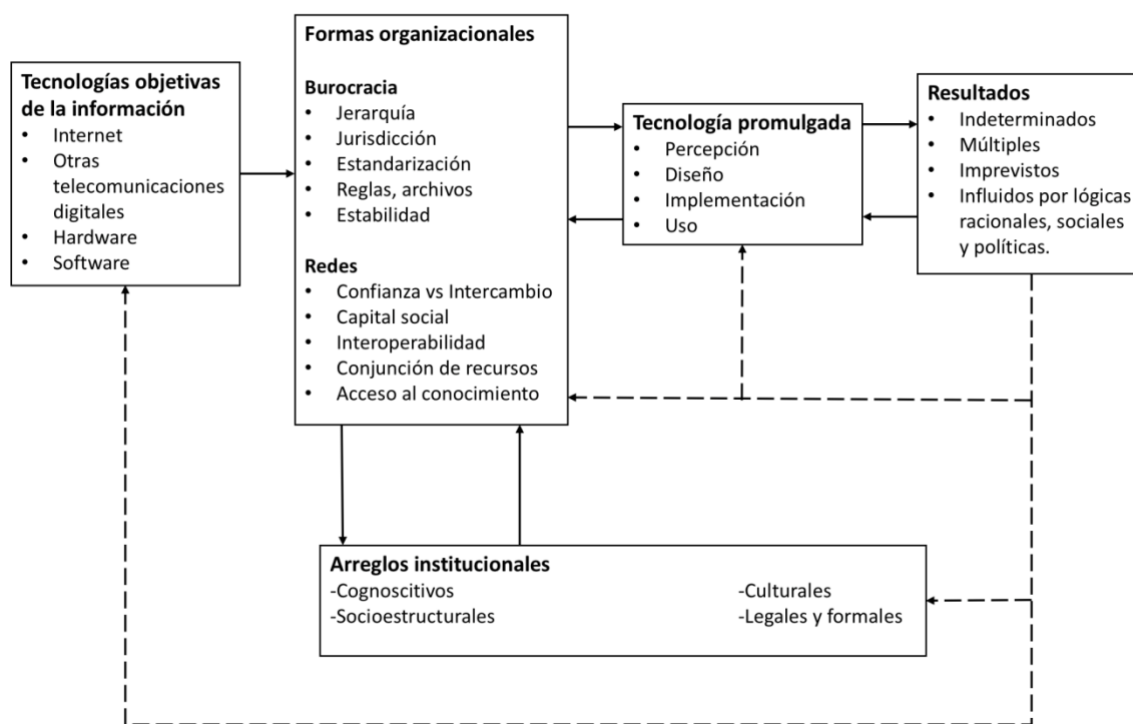 Tecnologías objetivas
de la información
• Internet
• Otras
telecomunicaciones
digitales
• Hardware
• Software
Formas organizacionales
Burocracia
• Jerarquía
• Jurisdicción
• Estandarización
• Reglas, archivos
• Estabilidad
Redes
• Confianza vs Intercambio
• Capital social
• Interoperabilidad
• Conjunción de recursos
• Acceso al conocimiento
Tecnología promulgada
• Percepción
• Diseño
• Implementación
• Uso
Resultados
• Indeterminados
• Múltiples
• Imprevistos
• Influidos por lógicas
racionales, sociales
y políticas.
Arreglos institucionales
-Cognoscitivos
-Socioestructurales
-Culturales
-Legales y formales